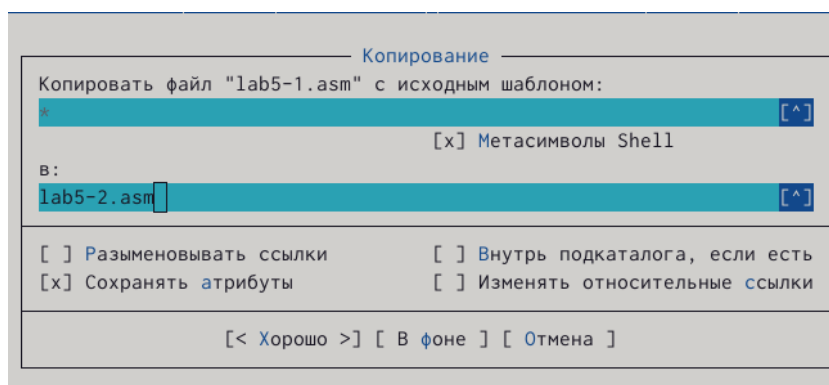 Копирование
Копировать файл "lab5-1.asm" с исходным шаблоном:
* [^]
[x] Метасимволы Shell
в:
lab5-2.asm [^]
[ ] Разыменовывать ссылки [ ] Внутрь подкаталога, если есть
[x] Сохранять атрибуты [ ] Изменять относительные ссылки
[< Хорошо >] [ В фоне ] [ Отмена ]